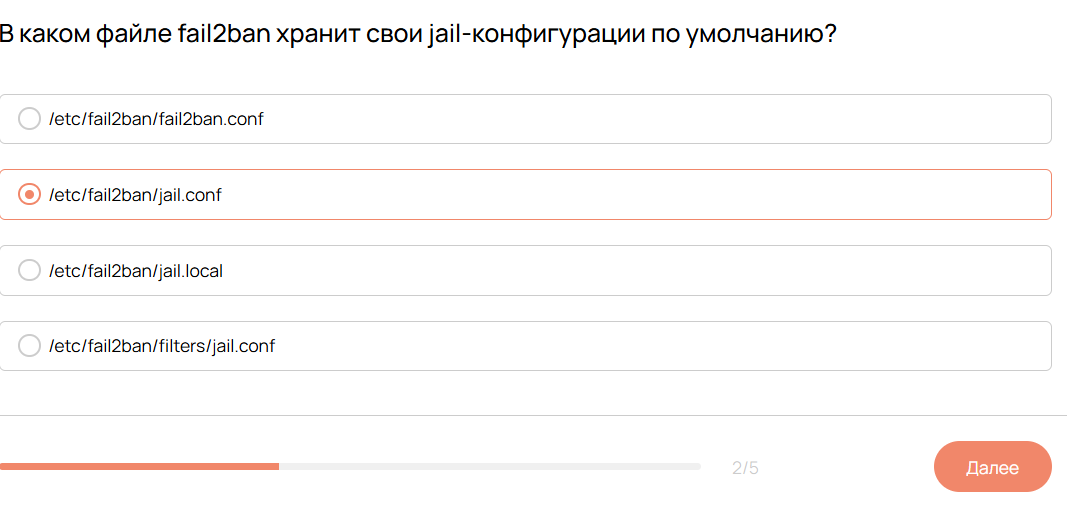 В каком файле fail2ban хранит свои jail-конфигурации по умолчанию?
/etc/fail2ban/fail2ban.conf
/etc/fail2ban/jail.conf
/etc/fail2ban/jail.local
/etc/fail2ban/filters/jail.conf
2/5
Далее